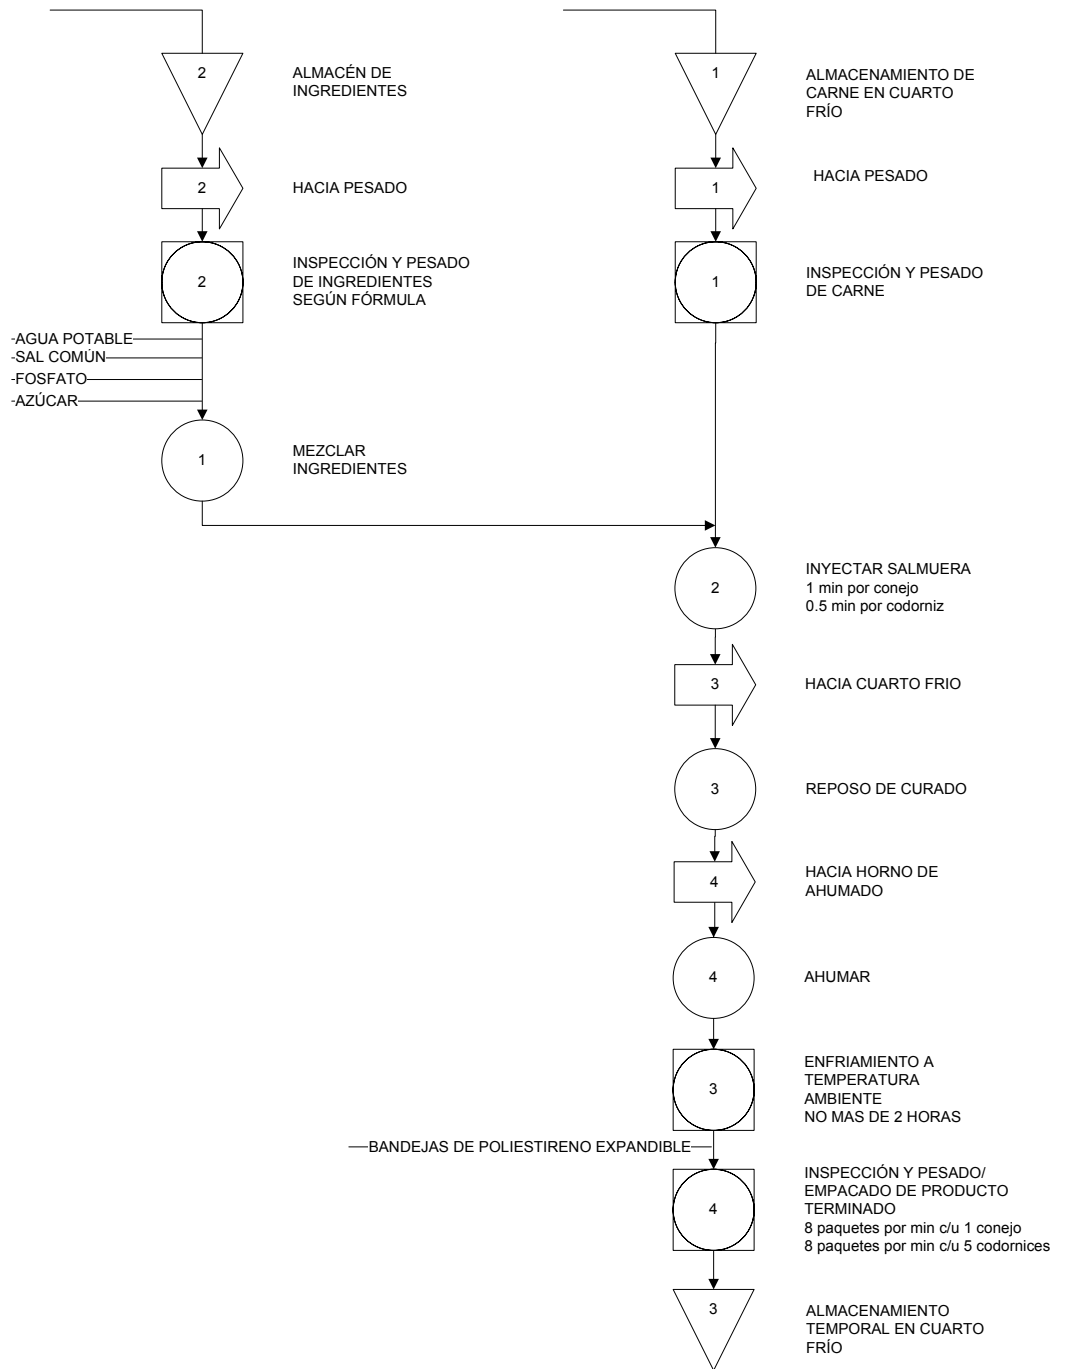 2
ALMACÉN DE
INGREDIENTES
1
ALMACENAMIENTO DE
CARNE EN CUARTO
FRÍO
2
HACIA PESADO
1
HACIA PESADO
2
INSPECCIÓN Y PESADO
DE INGREDIENTES
SEGÚN FÓRMULA
1
INSPECCIÓN Y PESADO
DE CARNE
-AGUA POTABLE
-SAL COMÚN
-FOSFATO
-AZÚCAR
1
MEZCLAR
INGREDIENTES
2
INYECTAR SALMUERA
1 min por conejo
0.5 min por codorniz
3
HACIA CUARTO FRIO
3
REPOSO DE CURADO
4
HACIA HORNO DE
AHUMADO
4
AHUMAR
3
ENFRIAMIENTO A
TEMPERATURA
AMBIENTE
NO MAS DE 2 HORAS
BANDEJAS DE POLIESTIRENO EXPANDIBLE
4
INSPECCIÓN Y PESADO/
EMPACADO DE PRODUCTO
TERMINADO
8 paquetes por min c/u 1 conejo
8 paquetes por min c/u 5 codornices
3
ALMACENAMIENTO
TEMPORAL EN CUARTO
FRÍO